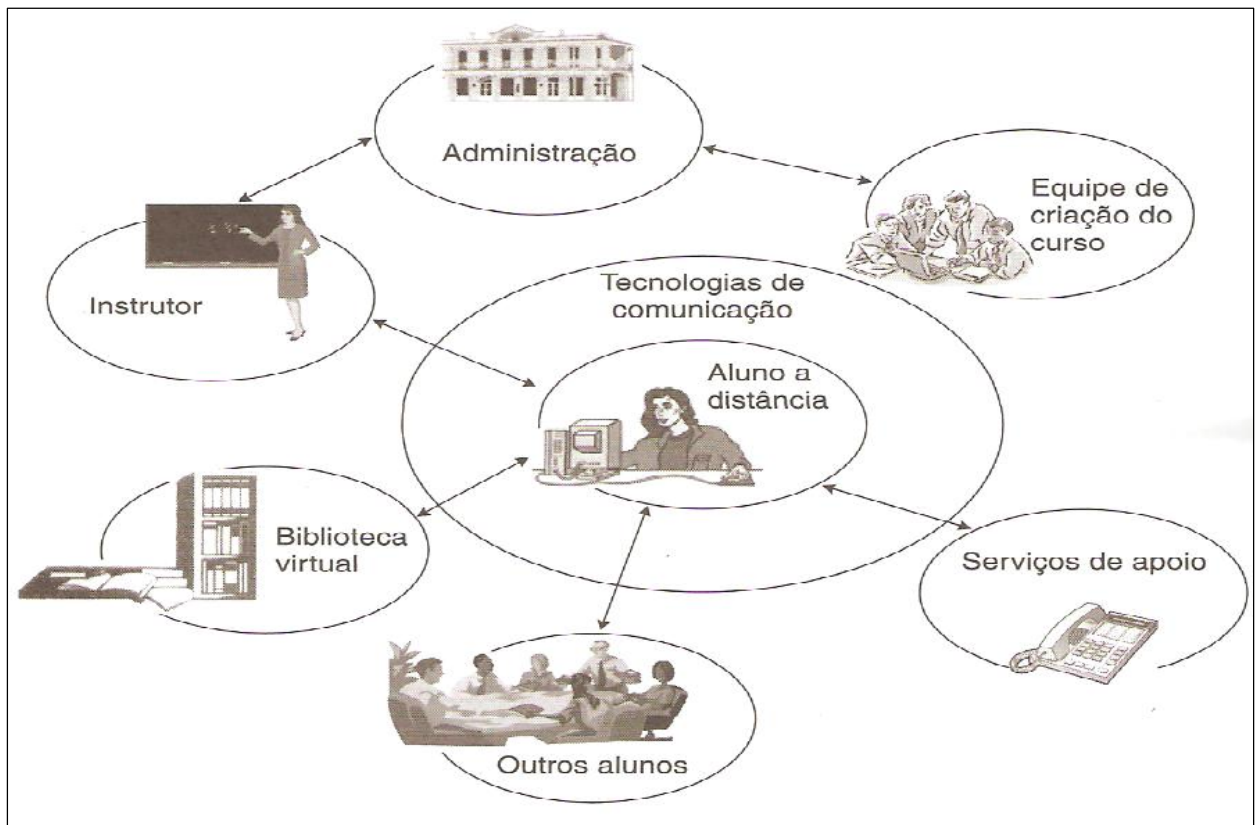 Administração
Equipe de
criação do
curso
Instrutor
Tecnologias de
comunicação
Aluno a
distância
Biblioteca
virtual
Serviços de apoio
Outros alunos